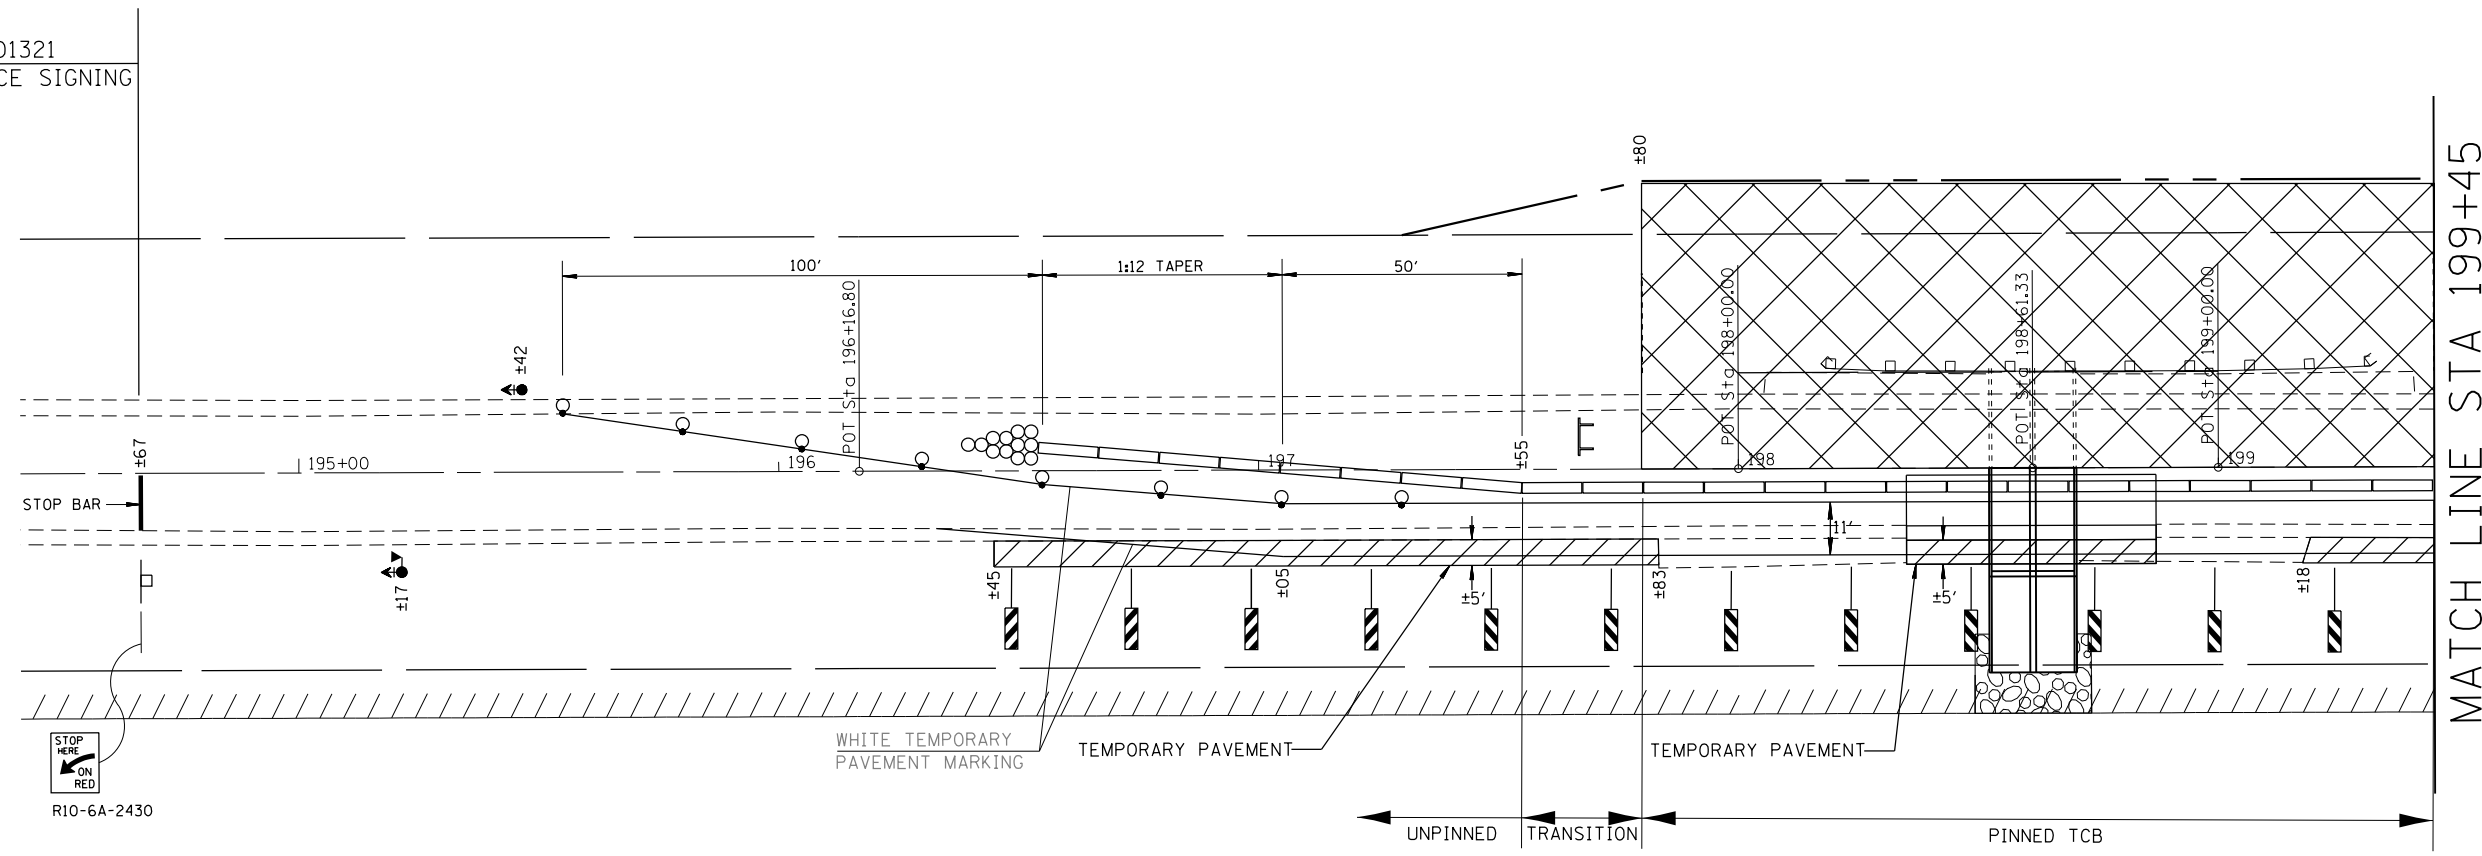 01321
CE SIGNING
MATCH LINE STA 199+45
±80
100'
1:12 TAPER
50'
POT Sta 196+16.80
POT Sta 198+00.00
POT Sta 198+61.33
POT Sta 199+00.00
±42
±67
195+00
196
197
±55
198
199
STOP BAR
11'
±17
±45
±05
±5'
±83
±5'
±18
STOP
HERE
ON
RED
R10-6A-2430
WHITE TEMPORARY
PAVEMENT MARKING
TEMPORARY PAVEMENT
TEMPORARY PAVEMENT
UNPINNED
TRANSITION
PINNED TCB